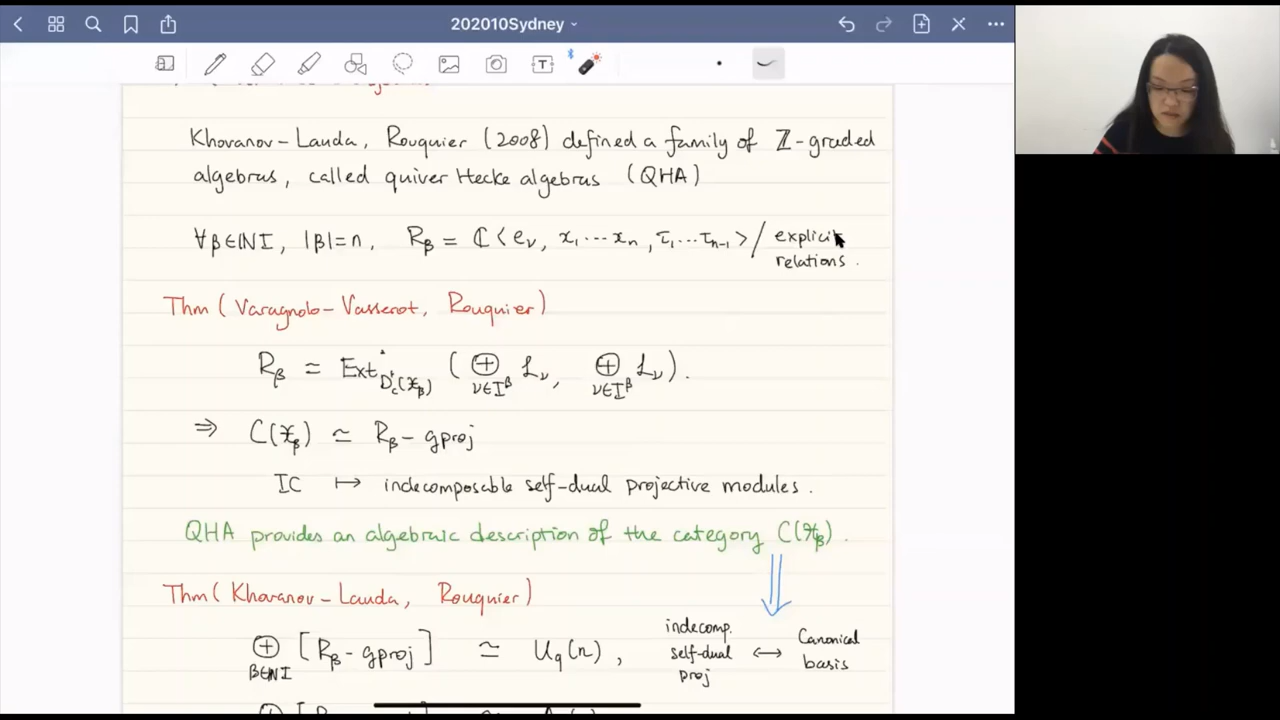 202010Sydney
Khovanov-Lauda, Rouquier (2008) defined a family of ℤ-graded
algebras, called quiver Hecke algebras (QHA)
∀β∈ℕI, |β|=n, R_β = ℂ⟨e_ν, x_1⋯x_n, τ_1⋯τ_{n-1}⟩/ explicit
relations.
Thm (Varagnolo-Vasserot, Rouquier)
R_β ≃ Ext^•_{D^b_c(𝒳_β)} (⊕_{ν∈I^β} ℒ_ν, ⊕_{ν∈I^β} ℒ_ν).
⇒ C(𝒳_β) ≃ R_β-gproj
IC ↦ indecomposable self-dual projective modules.
QHA provides an algebraic description of the category C(𝒳_β).
Thm (Khovanov-Lauda, Rouquier)
⊕_{β∈ℕI} [R_β-gproj] ≃ U_q(n), indecomp. self-dual proj ↔ Canonical basis